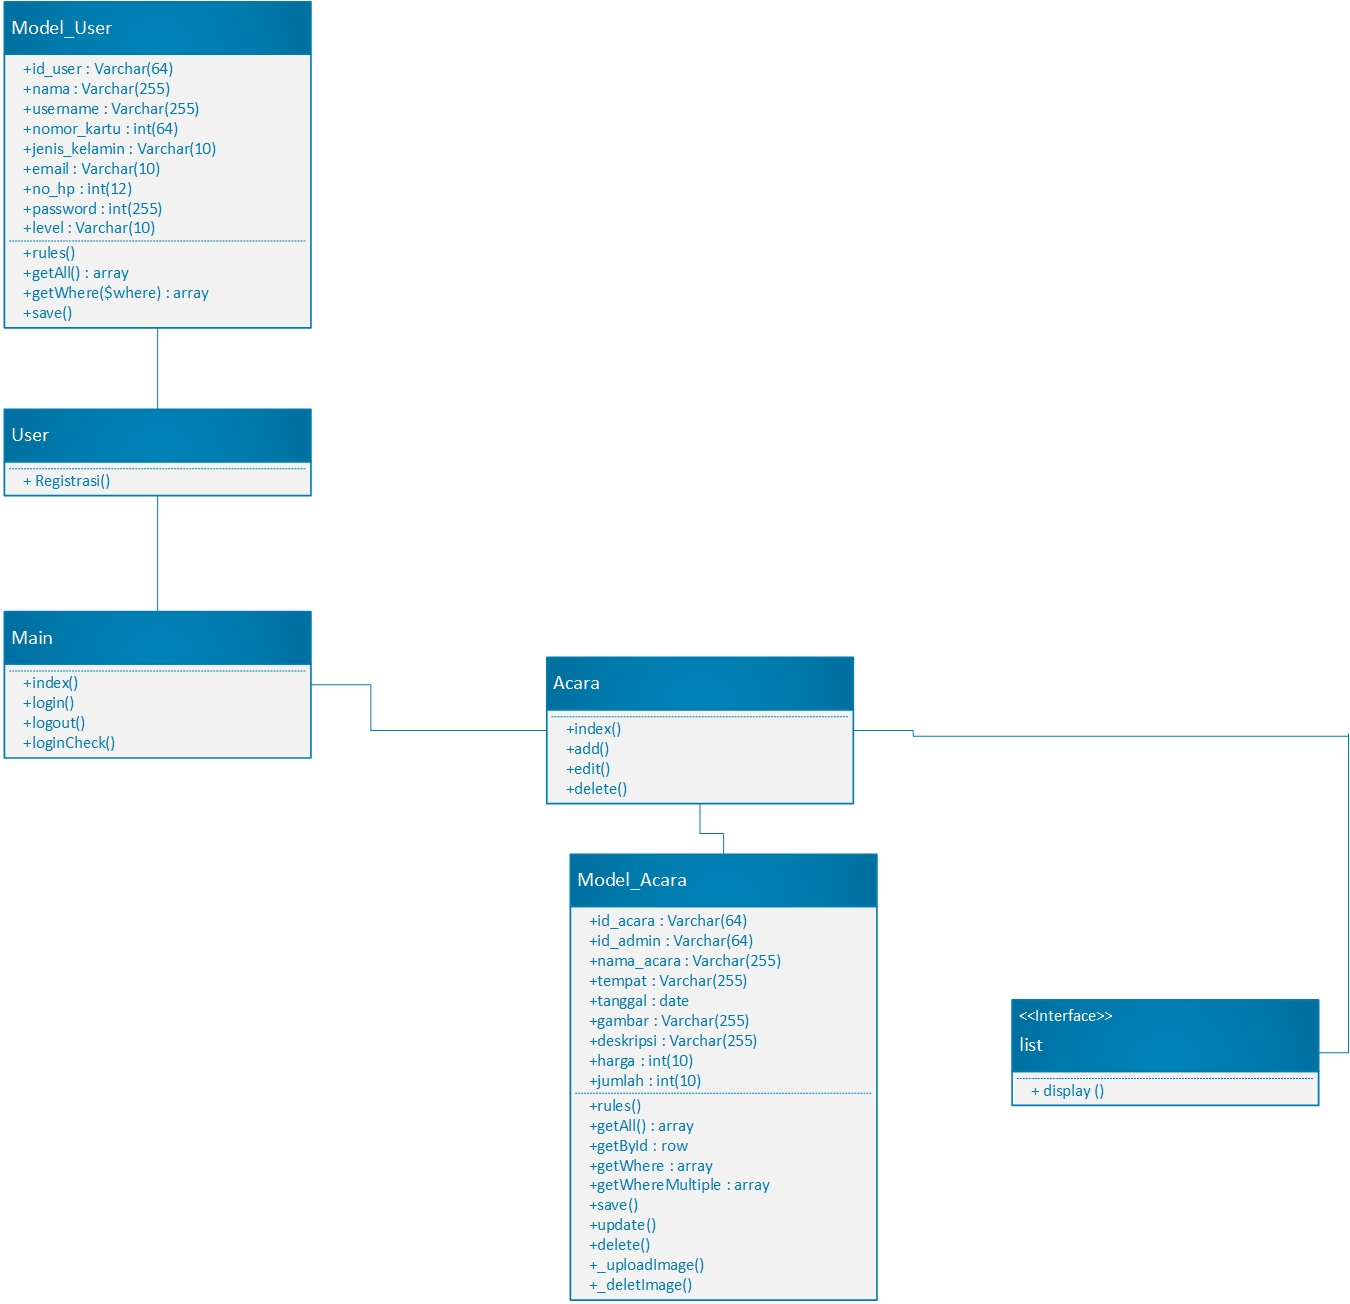 Model_User
+id_user : Varchar(64)
+nama : Varchar(255)
+username : Varchar(255)
+nomor_kartu : int(64)
+jenis_kelamin : Varchar(10)
+email : Varchar(10)
+no_hp : int(12)
+password : int(255)
+level : Varchar(10)
+rules()
+getAll() : array
+getWhere($where) : array
+save()
User
+ Registrasi()
Main
+index()
+login()
+logout()
+loginCheck()
Acara
+index()
+add()
+edit()
+delete()
Model_Acara
+id_acara : Varchar(64)
+id_admin : Varchar(64)
+nama_acara : Varchar(255)
+tempat : Varchar(255)
+tanggal : date
+gambar : Varchar(255)
+deskripsi : Varchar(255)
+harga : int(10)
+jumlah : int(10)
+rules()
+getAll() : array
+getById : row
+getWhere : array
+getWhereMultiple : array
+save()
+update()
+delete()
+_uploadImage()
+_deletImage()
<<Interface>>
list
+ display ()